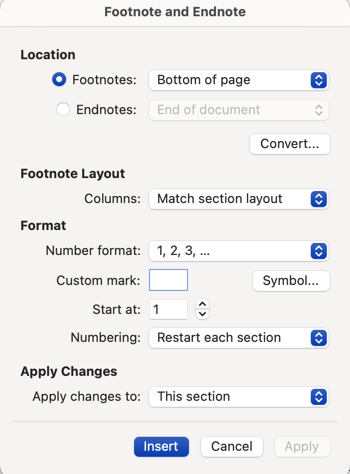 Footnote and Endnote
Location
Footnotes: Bottom of page
Endnotes: End of document
Convert...
Footnote Layout
Columns: Match section layout
Format
Number format: 1, 2, 3, ...
Custom mark: Symbol...
Start at: 1
Numbering: Restart each section
Apply Changes
Apply changes to: This section
Insert Cancel Apply